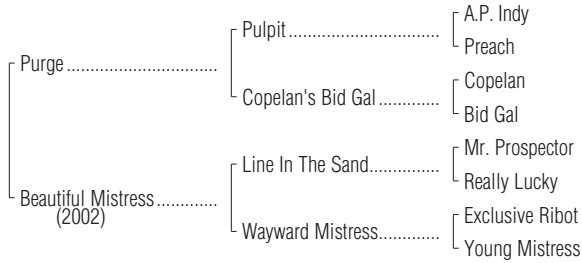 A.P. Indy
Pulpit
Preach
Purge
Copelan
Copelan's Bid Gal
Bid Gal
Mr. Prospector
Line In The Sand
Really Lucky
Beautiful Mistress
(2002)
Exclusive Ribot
Wayward Mistress
Young Mistress